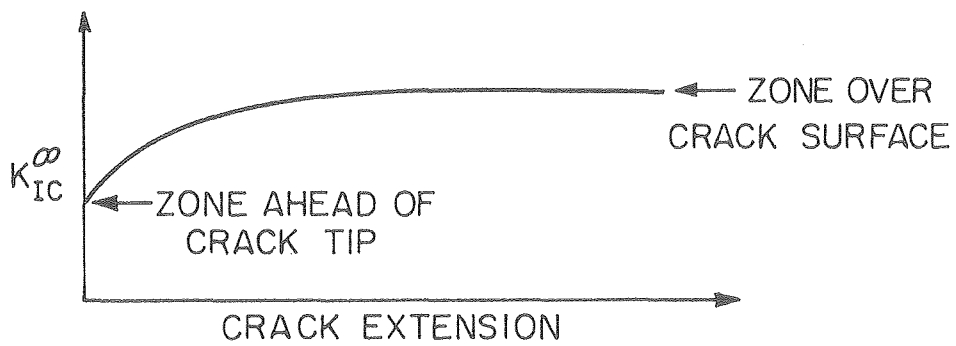 ZONE OVER
CRACK SURFACE
K∞IC
ZONE AHEAD OF
CRACK TIP
CRACK EXTENSION